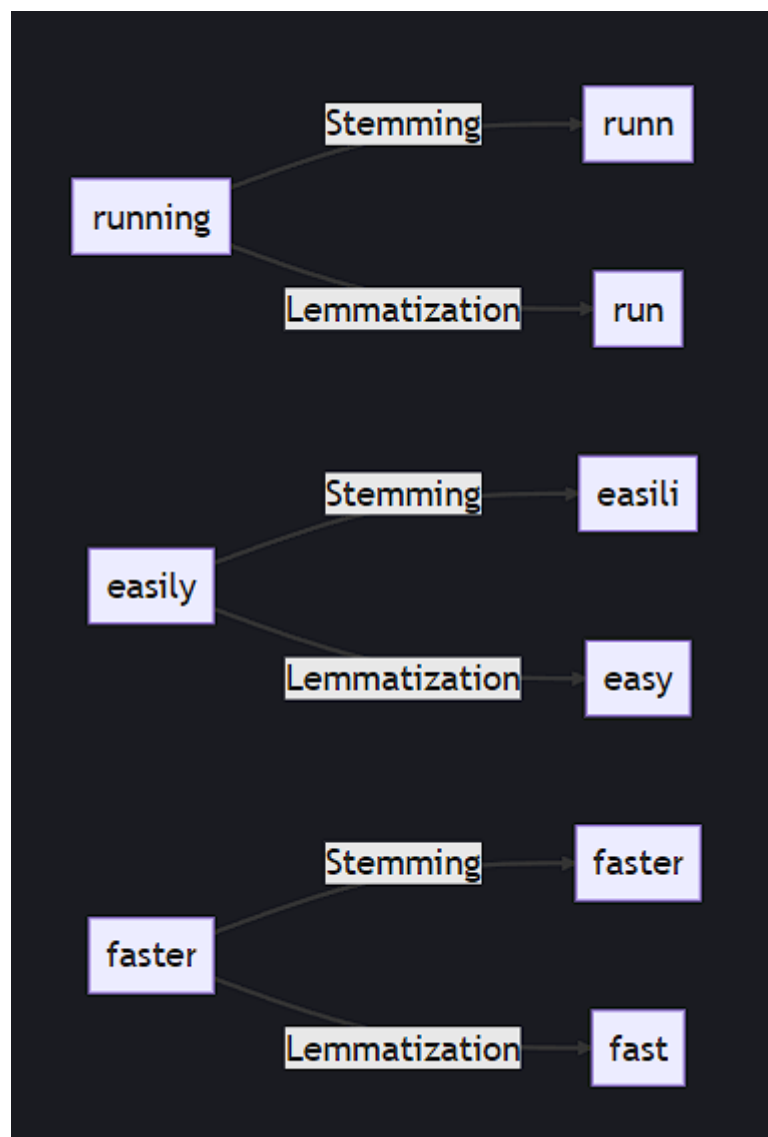 Stemming
runn
running
Lemmatization
run
Stemming
easili
easily
Lemmatization
easy
Stemming
faster
faster
Lemmatization
fast